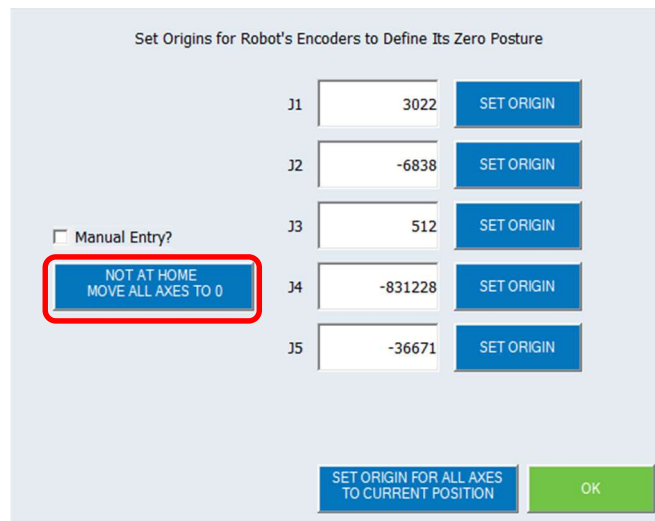 Set Origins for Robot's Encoders to Define Its Zero Posture
J1 3022 SET ORIGIN
J2 -6838 SET ORIGIN
Manual Entry?
J3 512 SET ORIGIN
NOT AT HOME
MOVE ALL AXES TO 0
J4 -831228 SET ORIGIN
J5 -36671 SET ORIGIN
SET ORIGIN FOR ALL AXES
TO CURRENT POSITION
OK